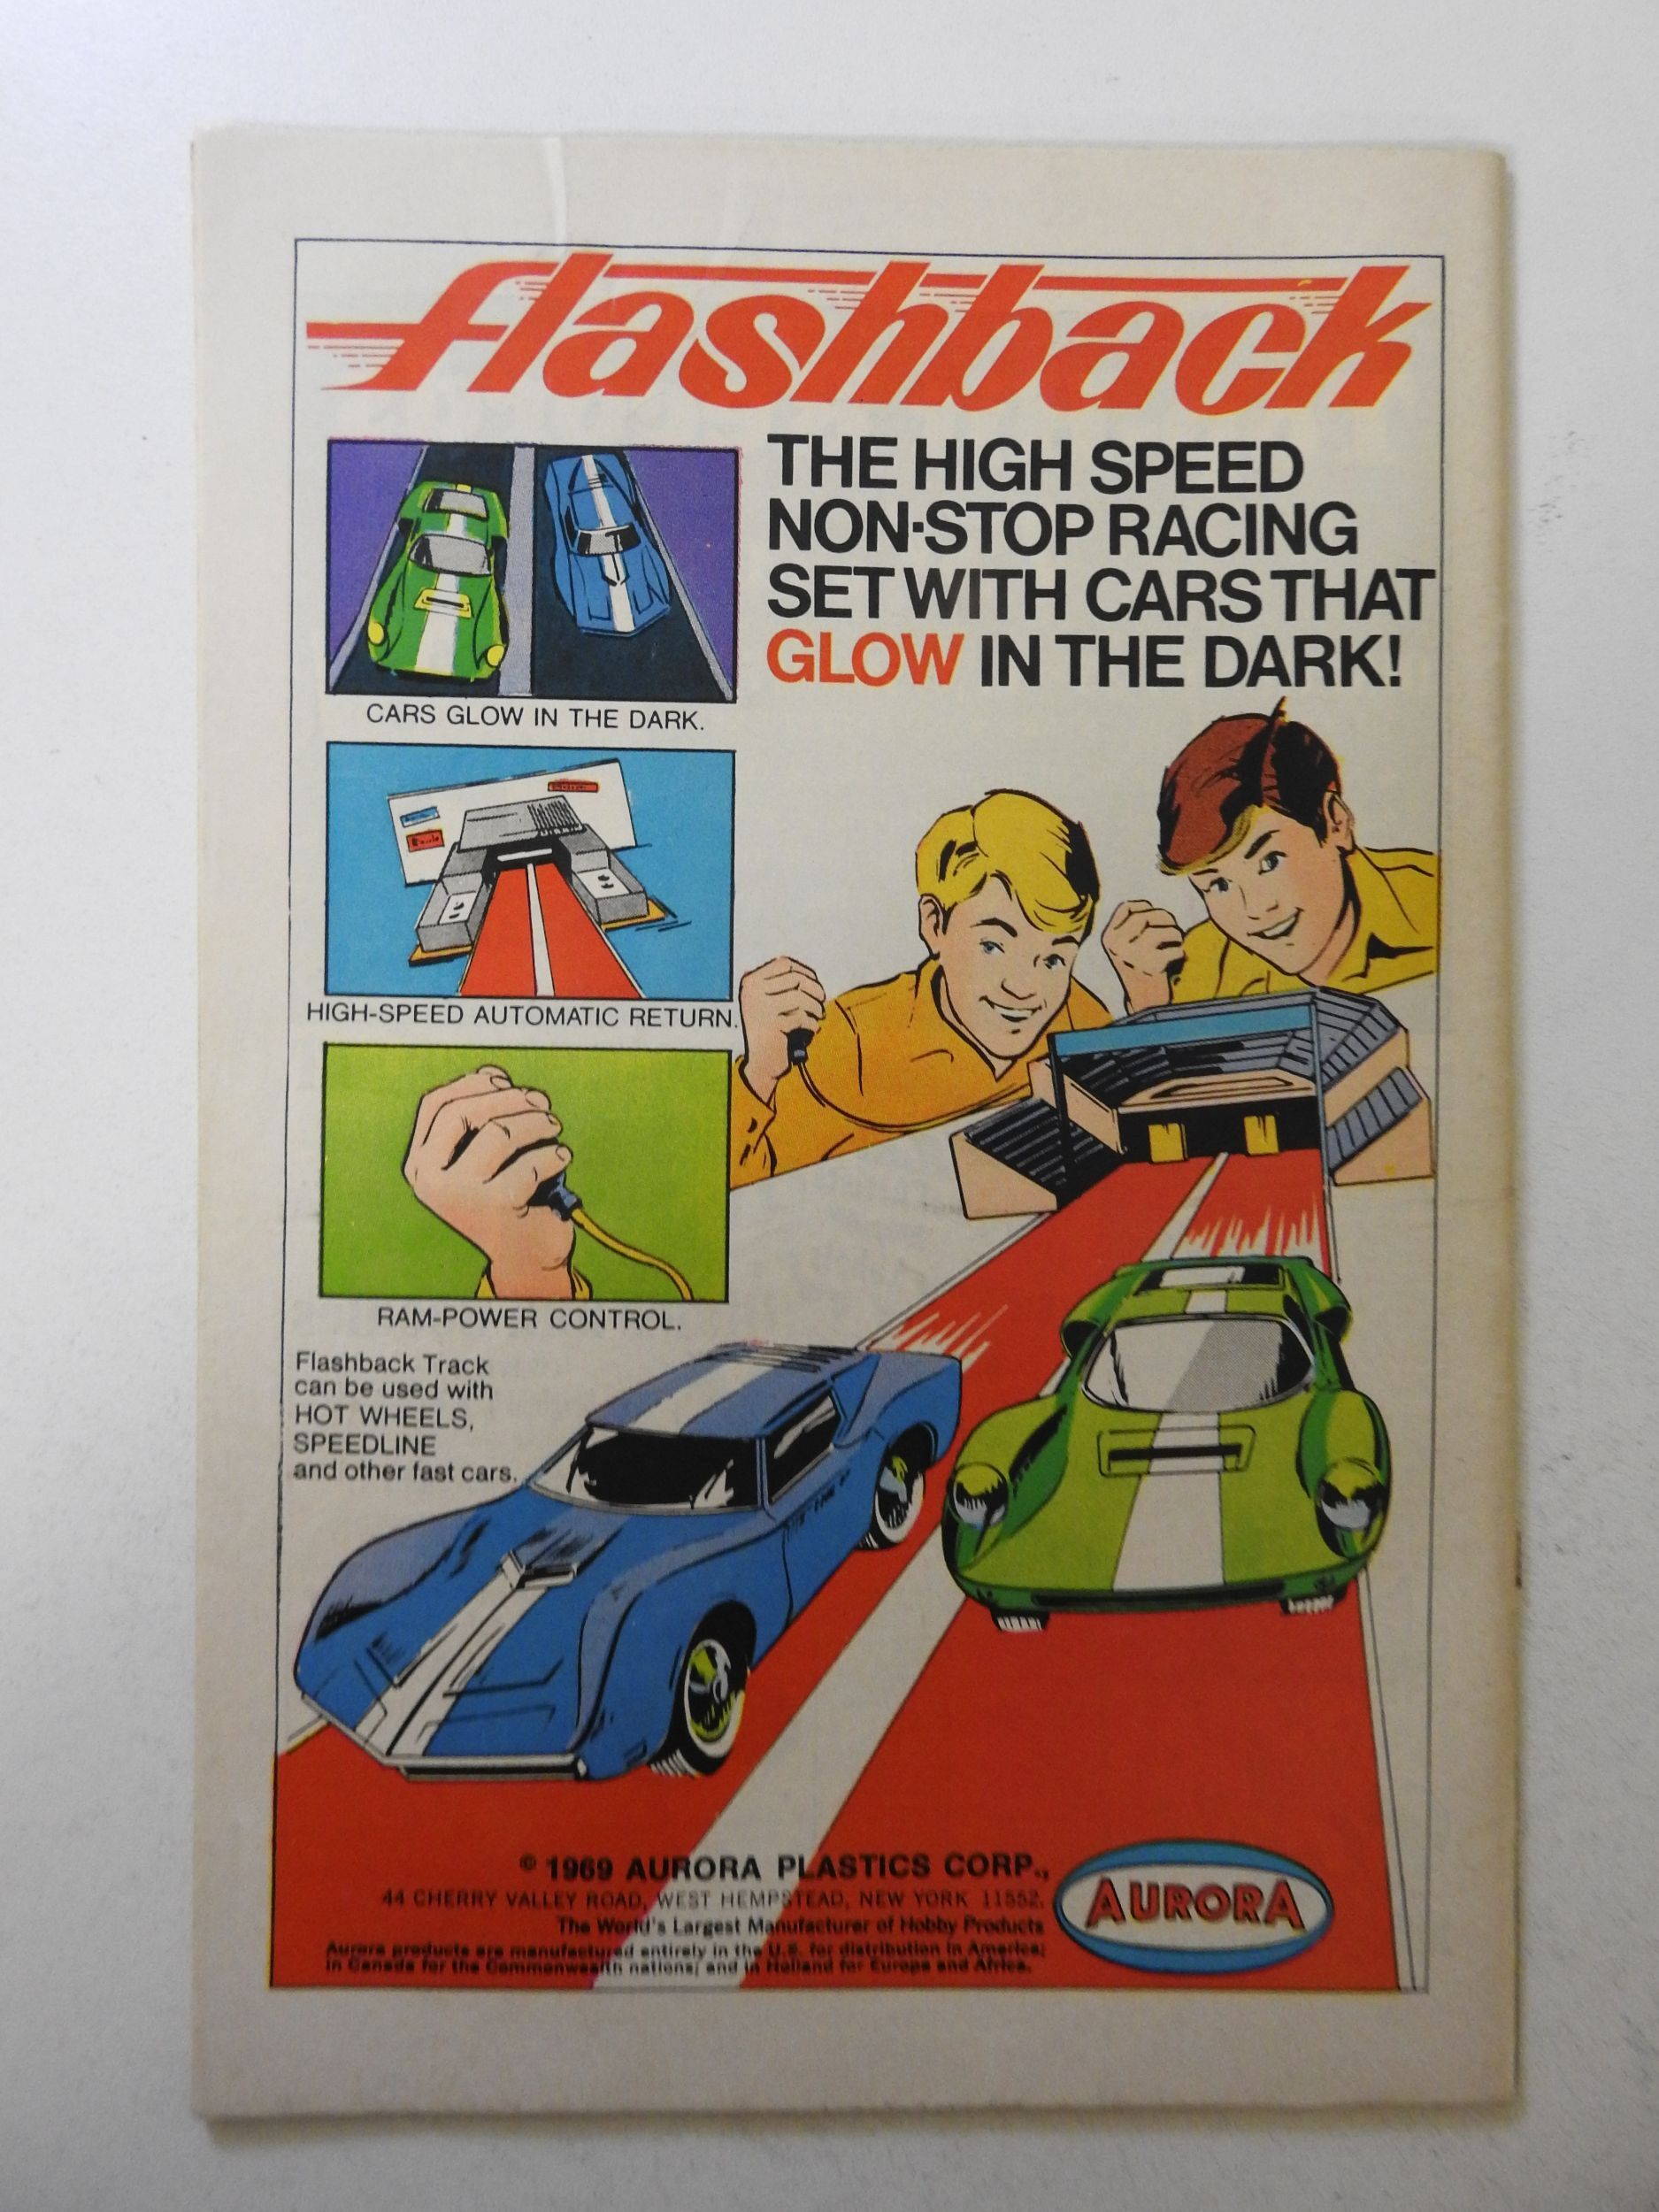 flashback
THE HIGH SPEED
NON-STOP RACING
SET WITH CARS THAT
GLOW IN THE DARK!
CARS GLOW IN THE DARK.
HIGH-SPEED AUTOMATIC RETURN.
RAM-POWER CONTROL.
Flashback Track
can be used with
HOT WHEELS,
SPEEDLINE
and other fast cars.
© 1969 AURORA PLASTICS CORP.,
44 CHERRY VALLEY ROAD, WEST HEMPSTEAD, NEW YORK 11552.
The World's Largest Manufacturer of Hobby Products
Aurora products are manufactured entirely in the U.S. for distribution in America;
in Canada for the Commonwealth nations; and in Holland for Europe and Africa.
AURORA